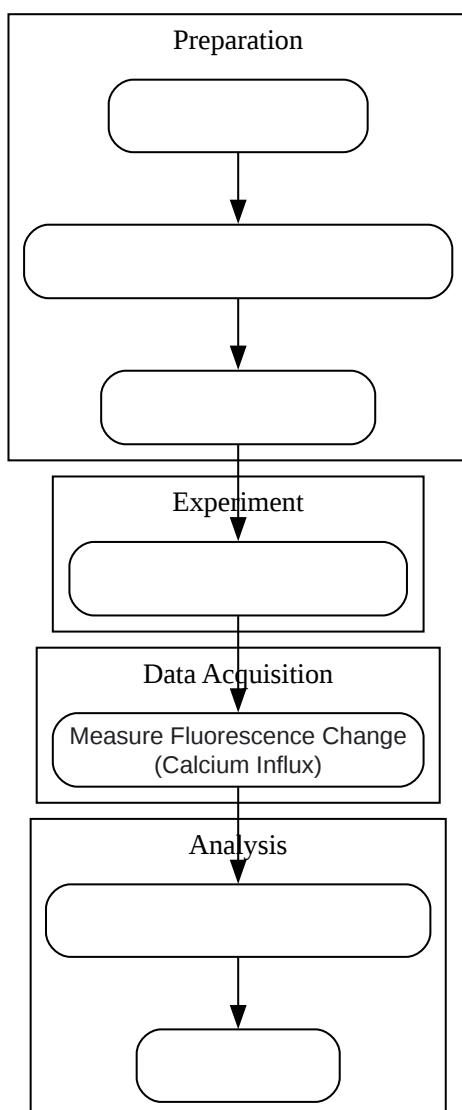 Preparation
Experiment
Data Acquisition
Measure Fluorescence Change
(Calcium Influx)
Analysis